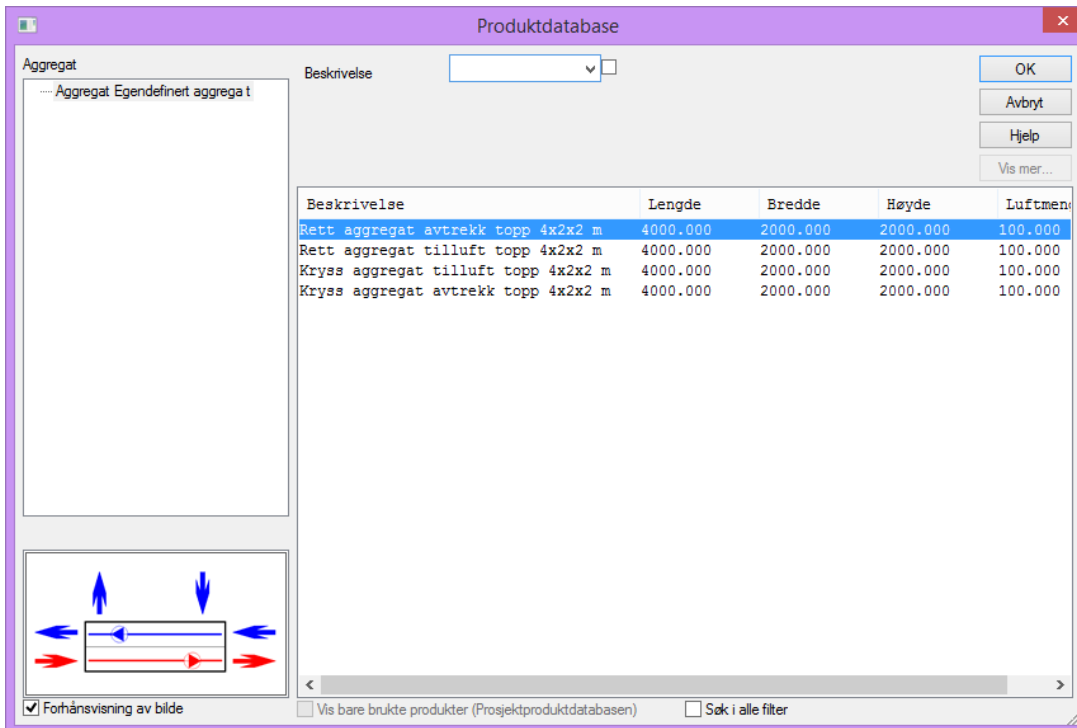 Produktdatabase
Aggregat
Aggregat Egendefinert aggrega t
Beskrivelse
OK
Avbryt
Hjelp
Vis mer...
Beskrivelse Lengde Bredde Høyde Luftmen
Rett aggregat avtrekk topp 4x2x2 m 4000.000 2000.000 2000.000 100.000
Rett aggregat tilluft topp 4x2x2 m 4000.000 2000.000 2000.000 100.000
Kryss aggregat tilluft topp 4x2x2 m 4000.000 2000.000 2000.000 100.000
Kryss aggregat avtrekk topp 4x2x2 m 4000.000 2000.000 2000.000 100.000
Forhånsvisning av bilde
Vis bare brukte produkter (Prosjektproduktdatabasen)
Søk i alle filter